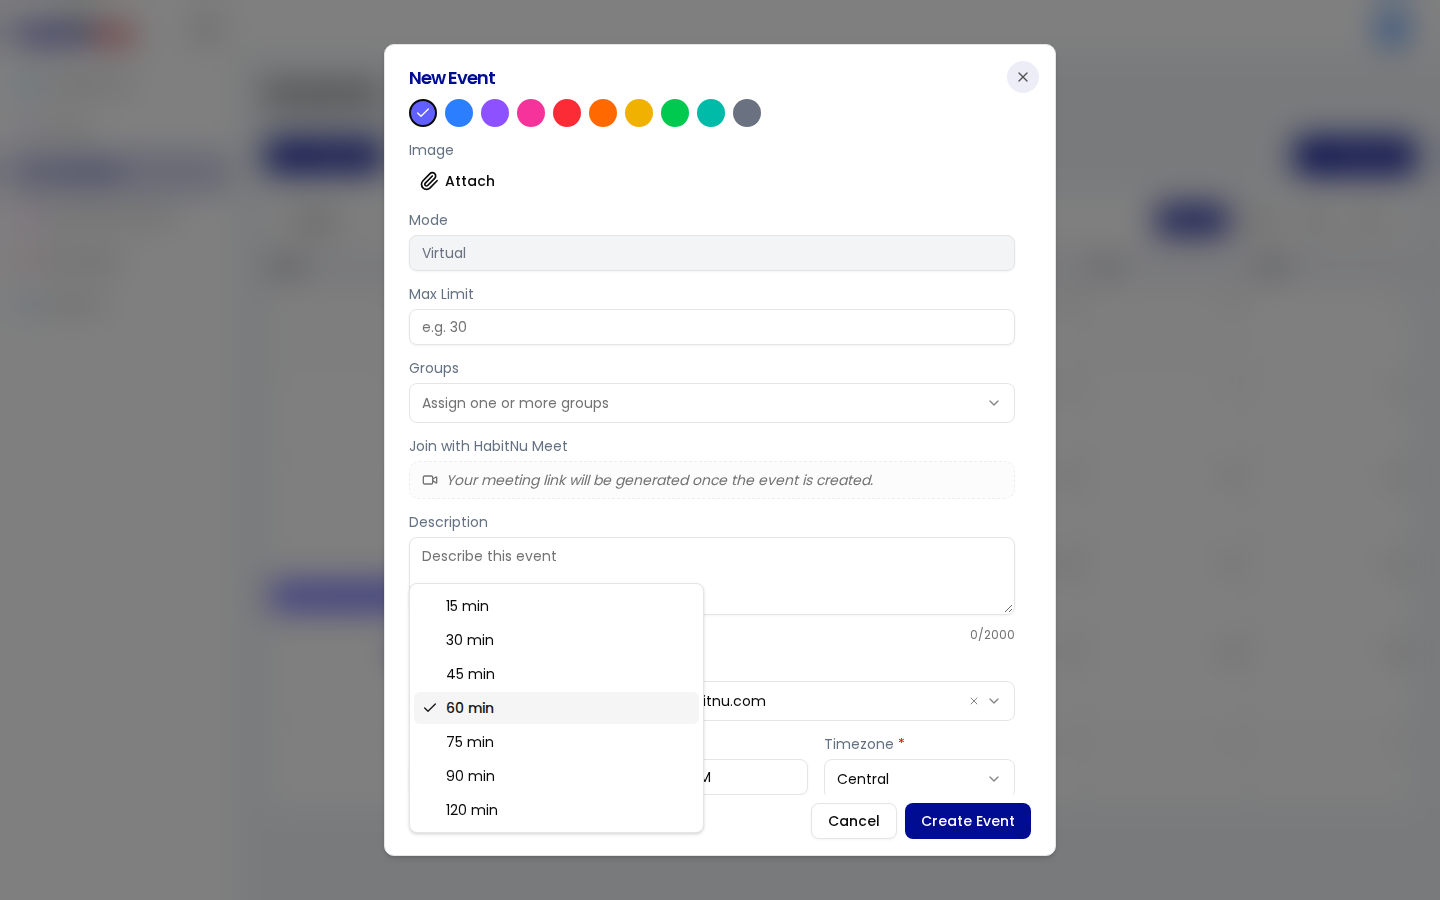 New Event
Image
Attach
Mode
Virtual
Max Limit
e.g. 30
Groups
Assign one or more groups
Join with HabitNu Meet
Your meeting link will be generated once the event is created.
Description
Describe this event
0/2000
15 min
30 min
45 min
60 min
75 min
90 min
120 min
itnu.com
Timezone *
M
Central
Cancel
Create Event